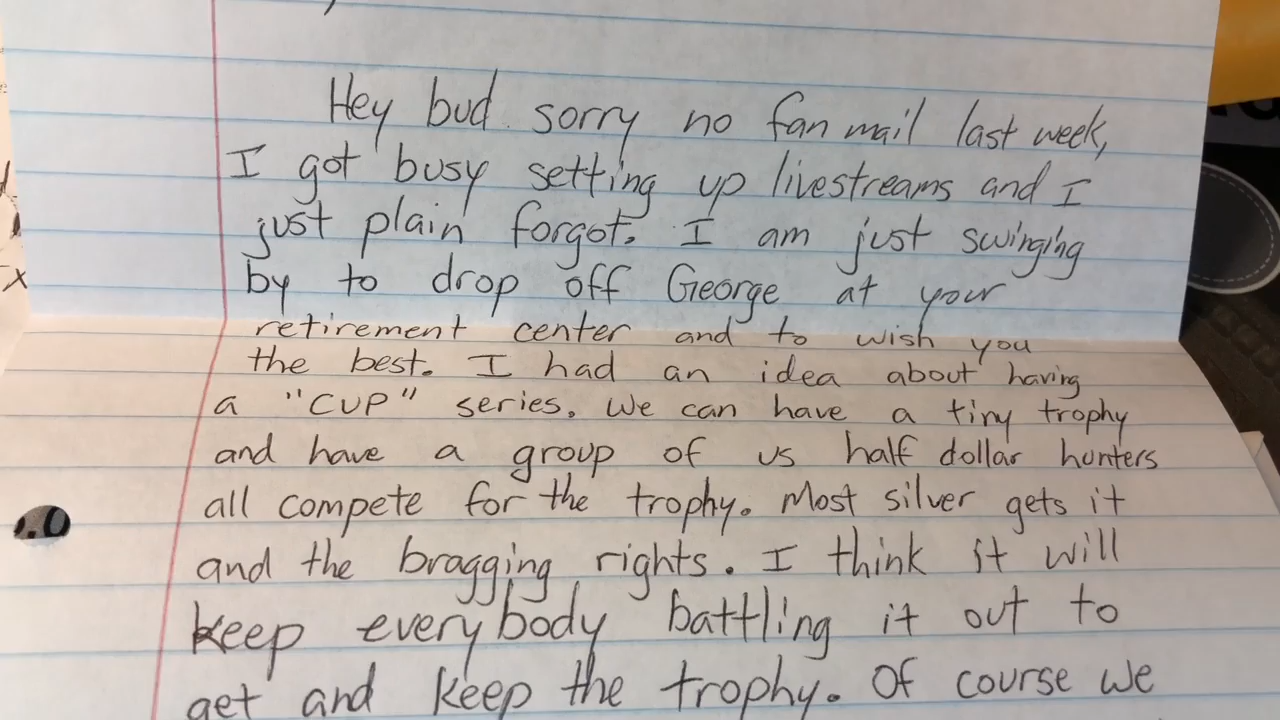 Hey bud sorry no fan mail last week,
I got busy setting up livestreams and I
just plain forgot. I am just swinging
by to drop off George at your
retirement center and to wish you
the best. I had an idea about having
a "CUP" series. We can have a tiny trophy
and have a group of us half dollar hunters
all compete for the trophy. Most silver gets it
and the bragging rights. I think it will
keep everybody battling it out to
get and keep the trophy. Of course we